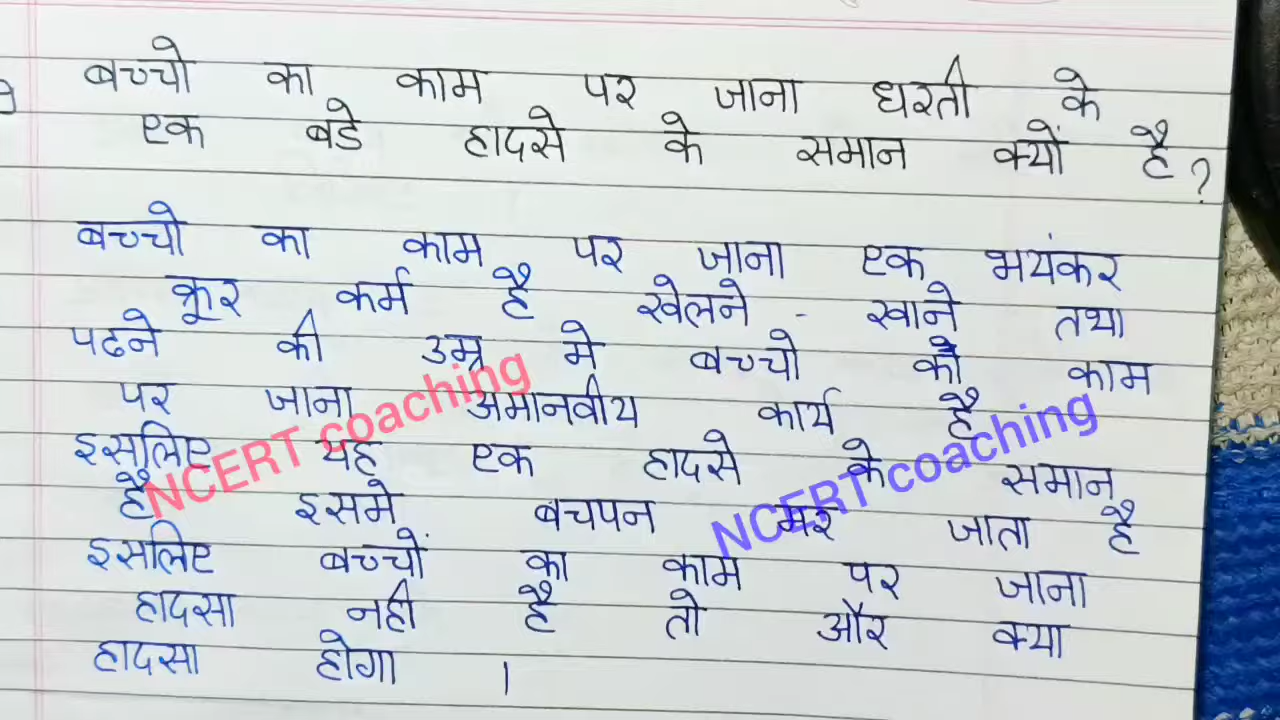 बच्चो का काम पर जाना धरती के
एक बडे हादसे के समान क्यों है?
बच्चो का काम पर जाना एक भयंकर
क्रूर कर्म है खेलने - खाने तथा
पढने की उम्र मे बच्चो को काम
पर जाना अमानवीय कार्य है
इसलिए यह एक हादसे के समान
है इसमे बचपन मर जाता है
इसलिए बच्चों का काम पर जाना
हादसा नही है तो और क्या
हादसा होगा ।
NCERT coaching
NCERT coaching